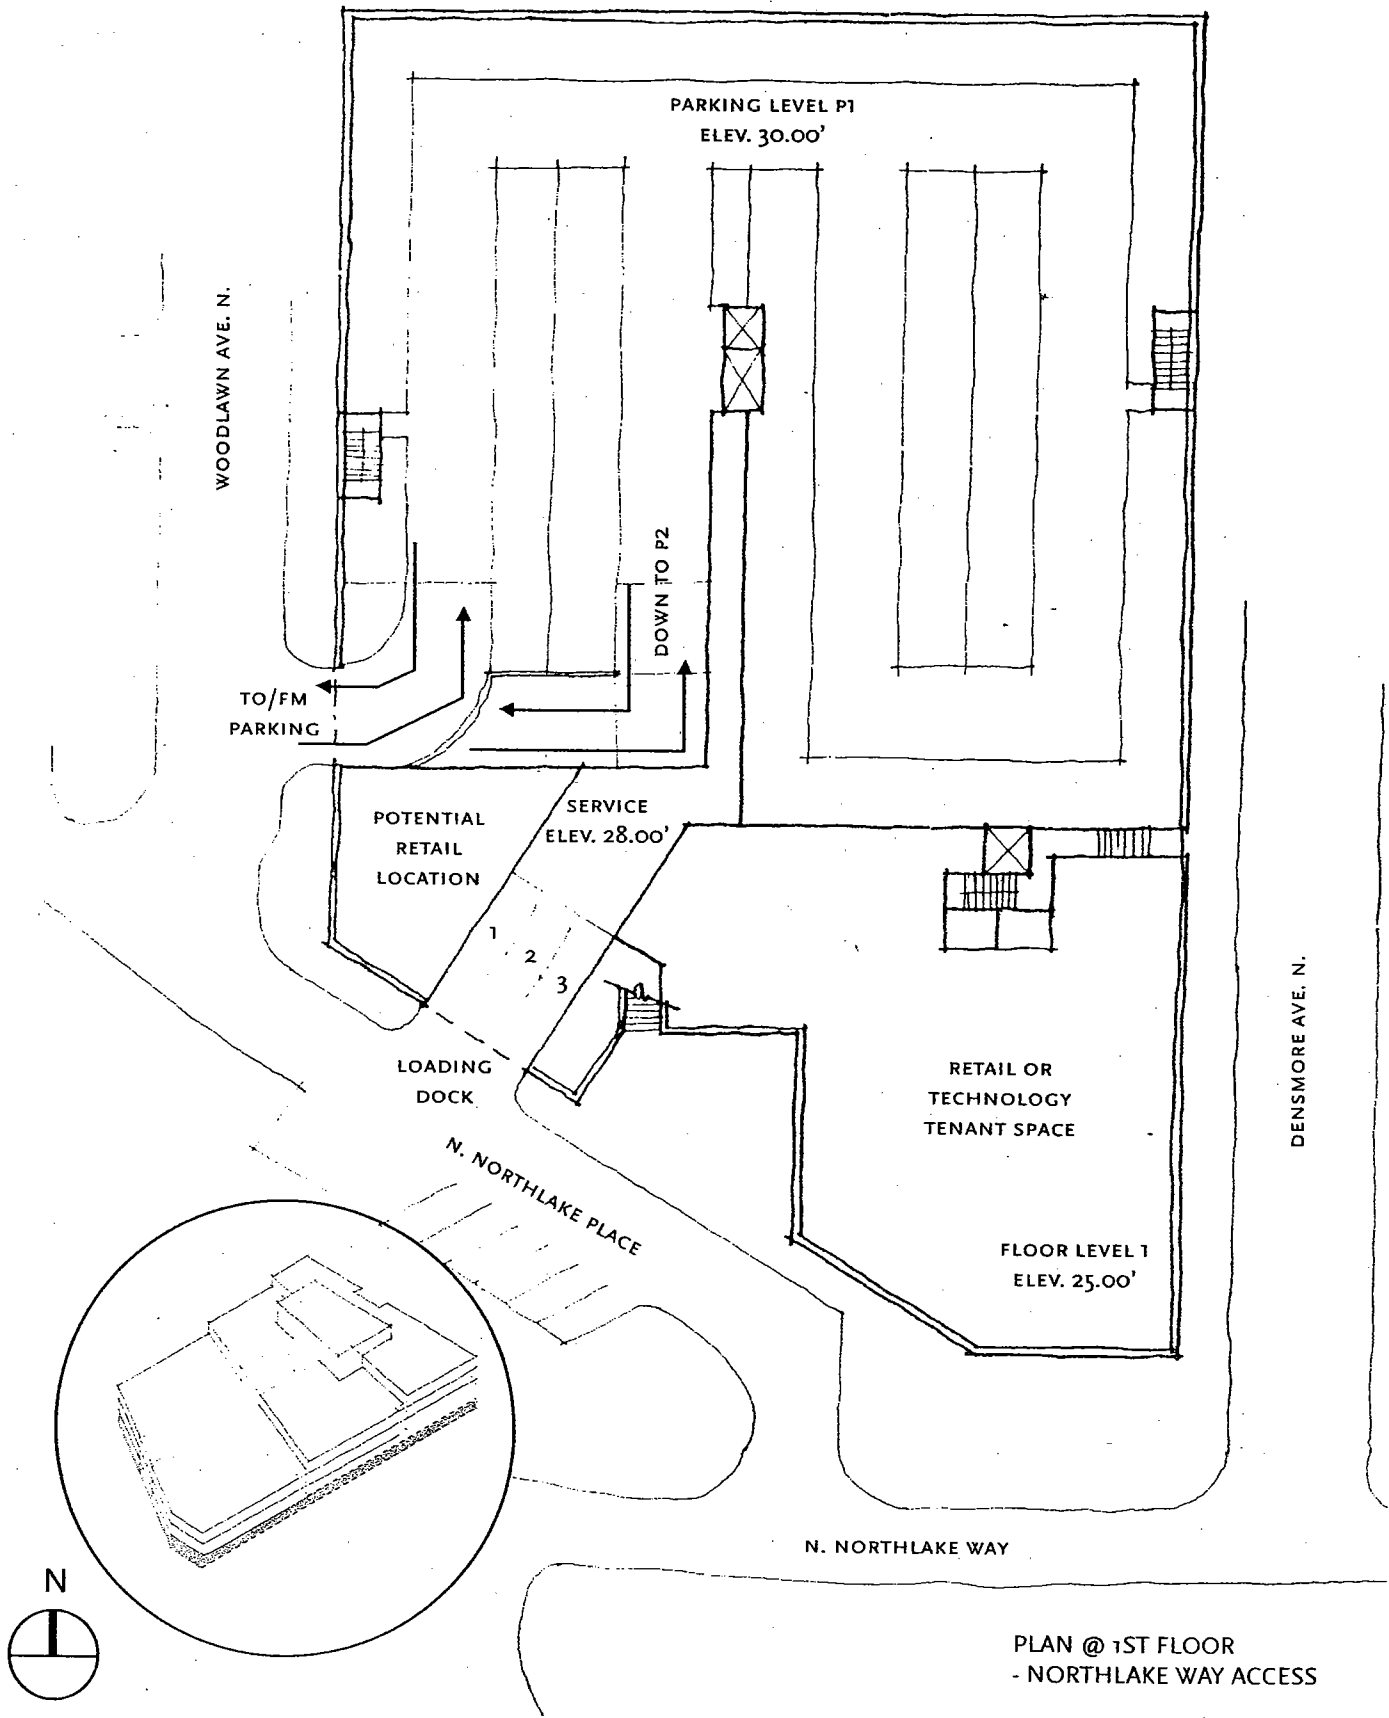 PARKING LEVEL P1
ELEV. 30.00'
WOODLAWN AVE. N.
DOWN TO P2
TO/FM
PARKING
POTENTIAL
RETAIL
LOCATION
SERVICE
ELEV. 28.00'
1
2
3
LOADING
DOCK
N. NORTHLAKE PLACE
RETAIL OR
TECHNOLOGY
TENANT SPACE
DENSMORE AVE. N.
FLOOR LEVEL 1
ELEV. 25.00'
N. NORTHLAKE WAY
N
PLAN @ 1ST FLOOR
- NORTHLAKE WAY ACCESS